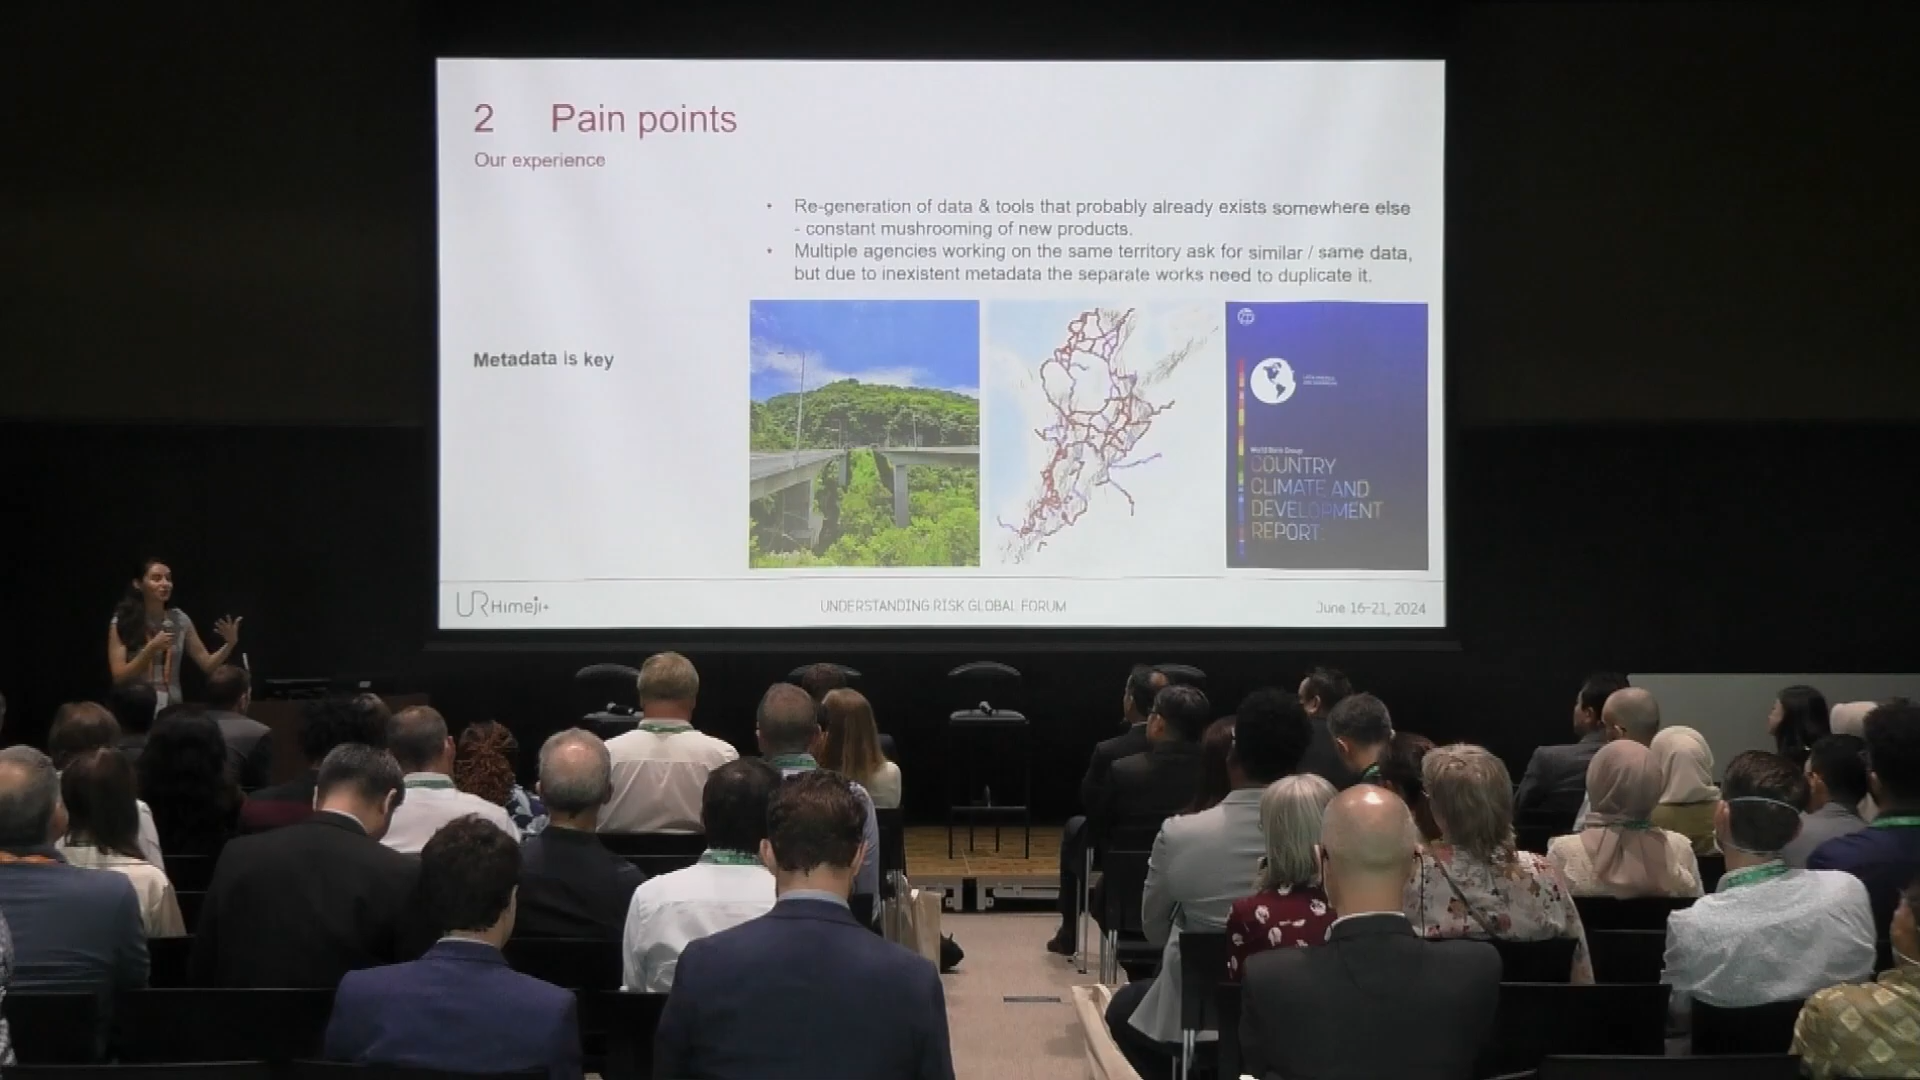 2 Pain points
Our experience
• Re-generation of data & tools that probably already exists somewhere else
- constant mushrooming of new products.
• Multiple agencies working on the same territory ask for similar / same data,
but due to inexistent metadata the separate works need to duplicate it.
Metadata is key
World Bank Group
COUNTRY
CLIMATE AND
DEVELOPMENT
REPORT:
UR Himeji+
UNDERSTANDING RISK GLOBAL FORUM
June 16-21, 2024